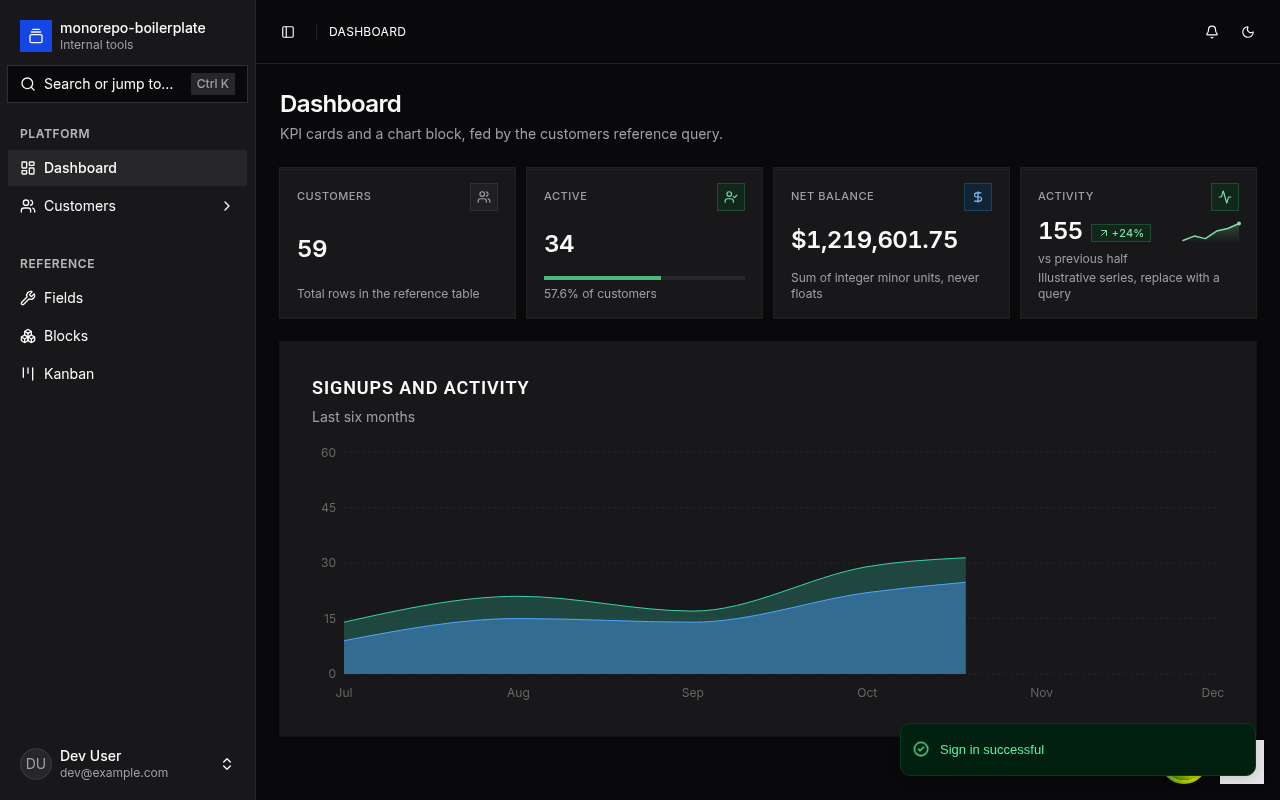 monorepo-boilerplate
Internal tools
Search or jump to...
Ctrl K
PLATFORM
Dashboard
Customers
REFERENCE
Fields
Blocks
Kanban
DU
Dev User
dev@example.com
DASHBOARD
Dashboard
KPI cards and a chart block, fed by the customers reference query.
CUSTOMERS
59
Total rows in the reference table
ACTIVE
34
57.6% of customers
NET BALANCE
$1,219,601.75
Sum of integer minor units, never
floats
ACTIVITY
155
+24%
vs previous half
Illustrative series, replace with a
query
SIGNUPS AND ACTIVITY
Last six months
60
45
30
15
0
Jul Aug Sep Oct Nov Dec
Sign in successful